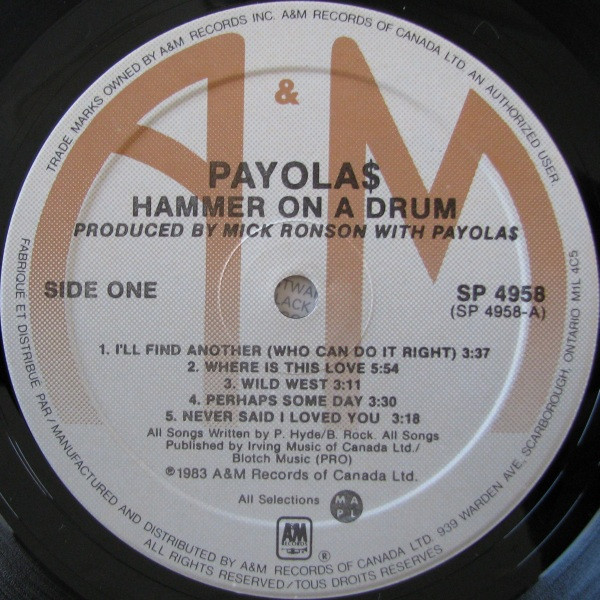 TRADE MARKS OWNED BY A&M RECORDS INC. A&M RECORDS OF CANADA LTD. AN AUTHORIZED USER
A & M
PAYOLA$
HAMMER ON A DRUM
PRODUCED BY MICK RONSON WITH PAYOLA$
SIDE ONE
SP 4958
(SP 4958-A)
1. I'LL FIND ANOTHER (WHO CAN DO IT RIGHT) 3:37
2. WHERE IS THIS LOVE 5:54
3. WILD WEST 3:11
4. PERHAPS SOME DAY 3:30
5. NEVER SAID I LOVED YOU 3:18
All Songs Written by P. Hyde/B. Rock. All Songs
Published by Irving Music of Canada Ltd./
Blotch Music (PRO)
℗1983 A&M Records of Canada Ltd.
All Selections
M A
P L
A&M
RECORDS
®
FABRIQUE ET DISTRIBUÉ PAR/MANUFACTURED AND DISTRIBUTED BY A&M RECORDS OF CANADA LTD. 939 WARDEN AVE, SCARBOROUGH, ONTARIO M1L 4C5
ALL RIGHTS RESERVED/TOUS DROITS RESERVÉS